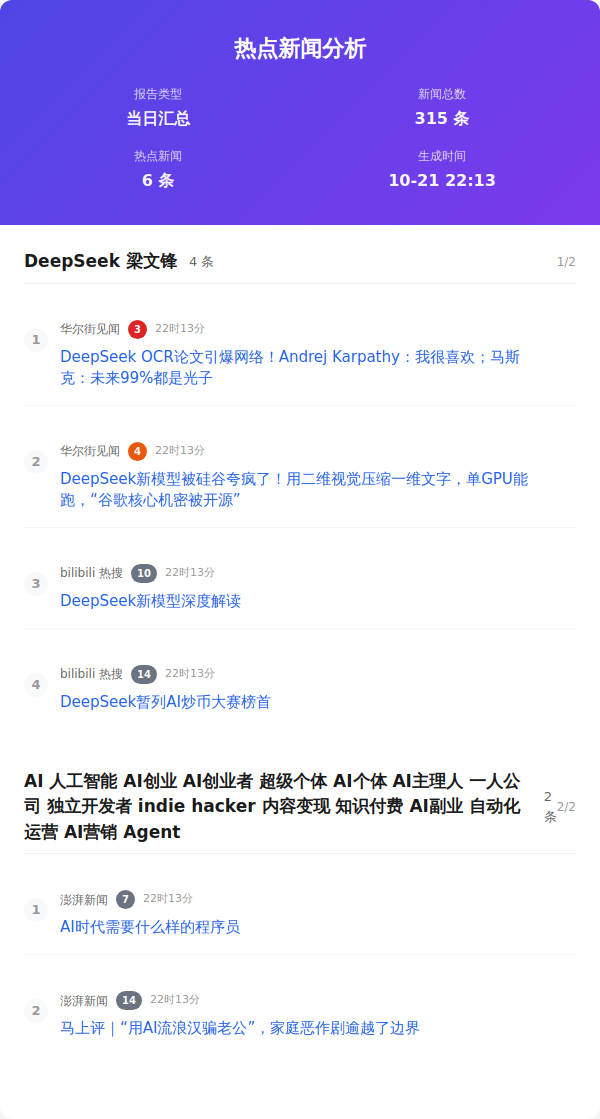 热点新闻分析
报告类型
当日汇总
新闻总数
315 条
热点新闻
6 条
生成时间
10-21 22:13
DeepSeek 梁文锋 4 条 1/2
1
华尔街见闻 3 22时13分
DeepSeek OCR论文引爆网络！Andrej Karpathy：我很喜欢；马斯
克：未来99%都是光子
2
华尔街见闻 4 22时13分
DeepSeek新模型被硅谷夸疯了！用二维视觉压缩一维文字，单GPU能
跑，“谷歌核心机密被开源”
3
bilibili 热搜 10 22时13分
DeepSeek新模型深度解读
4
bilibili 热搜 14 22时13分
DeepSeek暂列AI炒币大赛榜首
AI 人工智能 AI创业 AI创业者 超级个体 AI个体 AI主理人 一人公
司 独立开发者 indie hacker 内容变现 知识付费 AI副业 自动化
运营 AI营销 Agent
2
条
2/2
1
澎湃新闻 7 22时13分
AI时代需要什么样的程序员
2
澎湃新闻 14 22时13分
马上评｜“用AI流浪汉骗老公”，家庭恶作剧逾越了边界